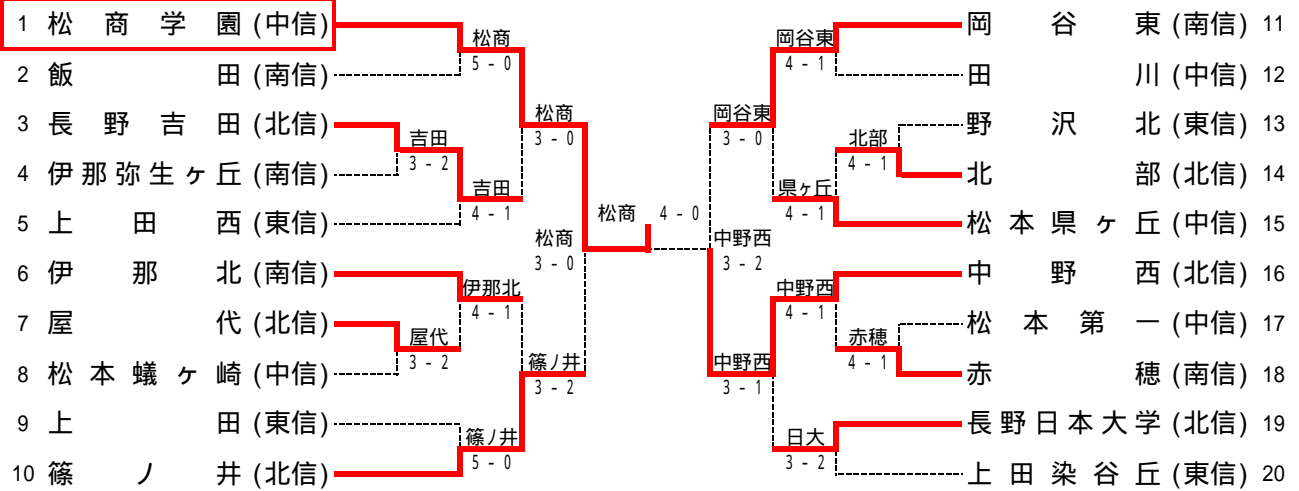 1 松商学園(中信)
2 飯田(南信)
3 長野吉田(北信)
4 伊那弥生ヶ丘(南信)
5 上田西(東信)
6 伊那北(南信)
7 屋代(北信)
8 松本蟻ヶ崎(中信)
9 上田(東信)
10 篠ノ井(北信)
松商
5 - 0
吉田
3 - 2
吉田
4 - 1
松商
3 - 0
伊那北
4 - 1
屋代
3 - 2
篠ノ井
5 - 0
篠ノ井
3 - 2
松商
3 - 0
松商 4 - 0
中野西
3 - 2
岡谷東
3 - 0
中野西
3 - 1
岡谷東
4 - 1
県ヶ丘
4 - 1
北部
4 - 1
中野西
4 - 1
赤穂
4 - 1
日大
3 - 2
岡谷東(南信) 11
田川(中信) 12
野沢北(東信) 13
北部(北信) 14
松本県ヶ丘(中信) 15
中野西(北信) 16
松本第一(中信) 17
赤穂(南信) 18
長野日本大学(北信) 19
上田染谷丘(東信) 20